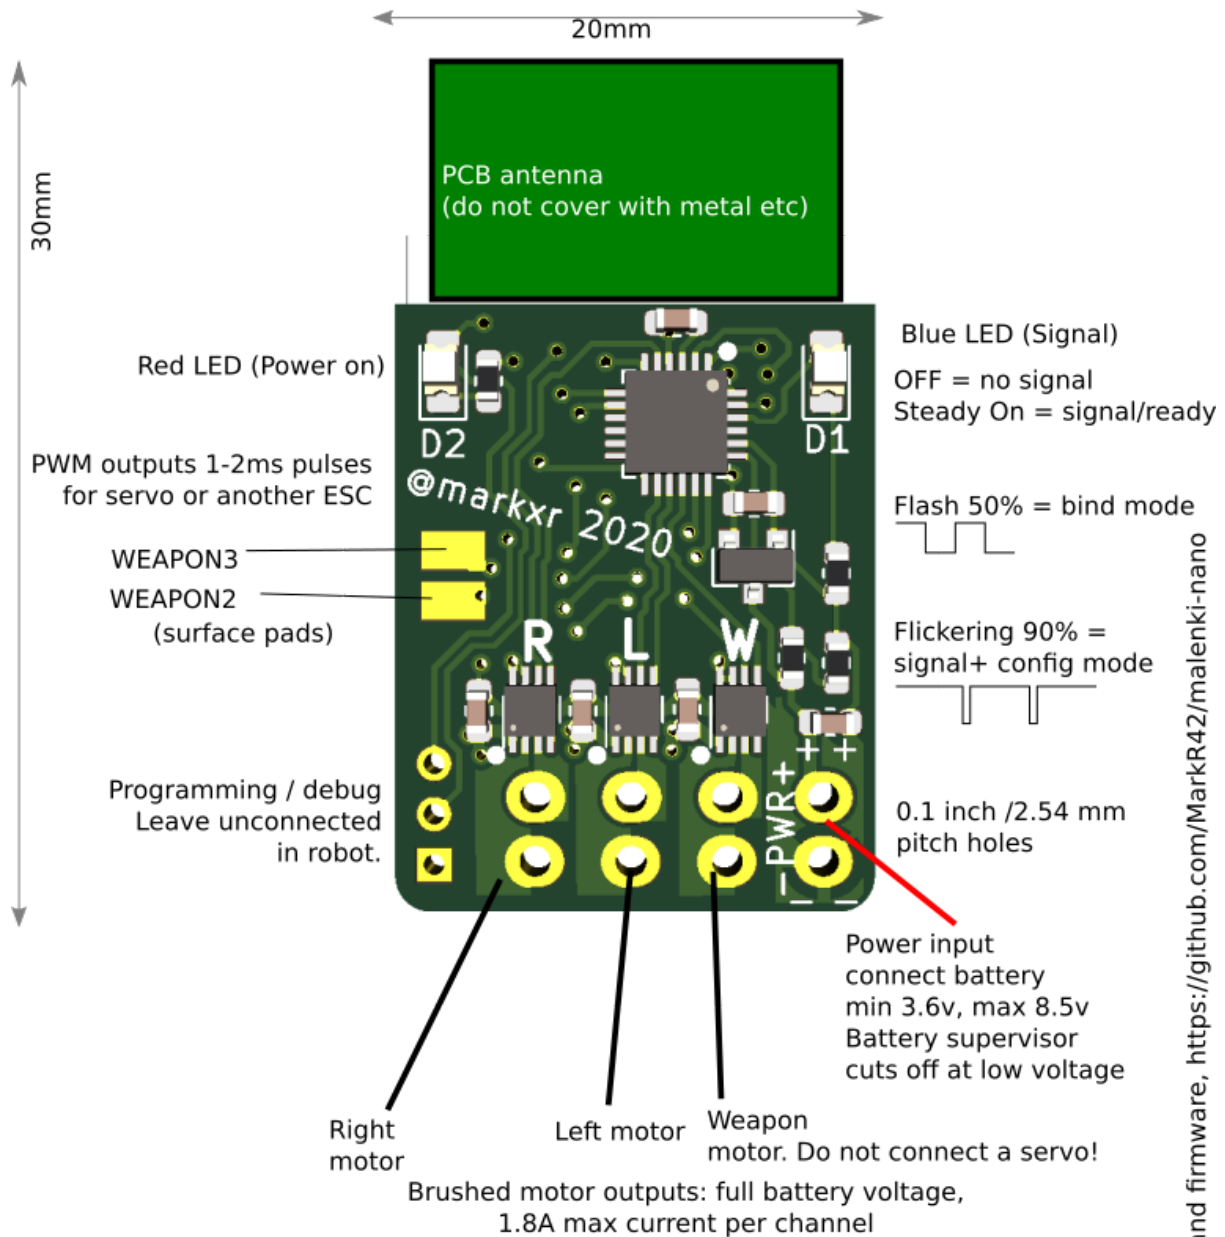 20mm
30mm
PCB antenna
(do not cover with metal etc)
Red LED (Power on)
Blue LED (Signal)
OFF = no signal
Steady On = signal/ready
D2
D1
@markxr 2020
PWM outputs 1-2ms pulses
for servo or another ESC
WEAPON3
WEAPON2
(surface pads)
Flash 50% = bind mode
Flickering 90% =
signal+ config mode
R
L
W
+ +
-PWR+
- -
Programming / debug
Leave unconnected
in robot.
0.1 inch /2.54 mm
pitch holes
Power input
connect battery
min 3.6v, max 8.5v
Battery supervisor
cuts off at low voltage
Right
motor
Left motor
Weapon
motor. Do not connect a servo!
Brushed motor outputs: full battery voltage,
1.8A max current per channel
and firmware, https://github.com/MarkR42/malenki-nano